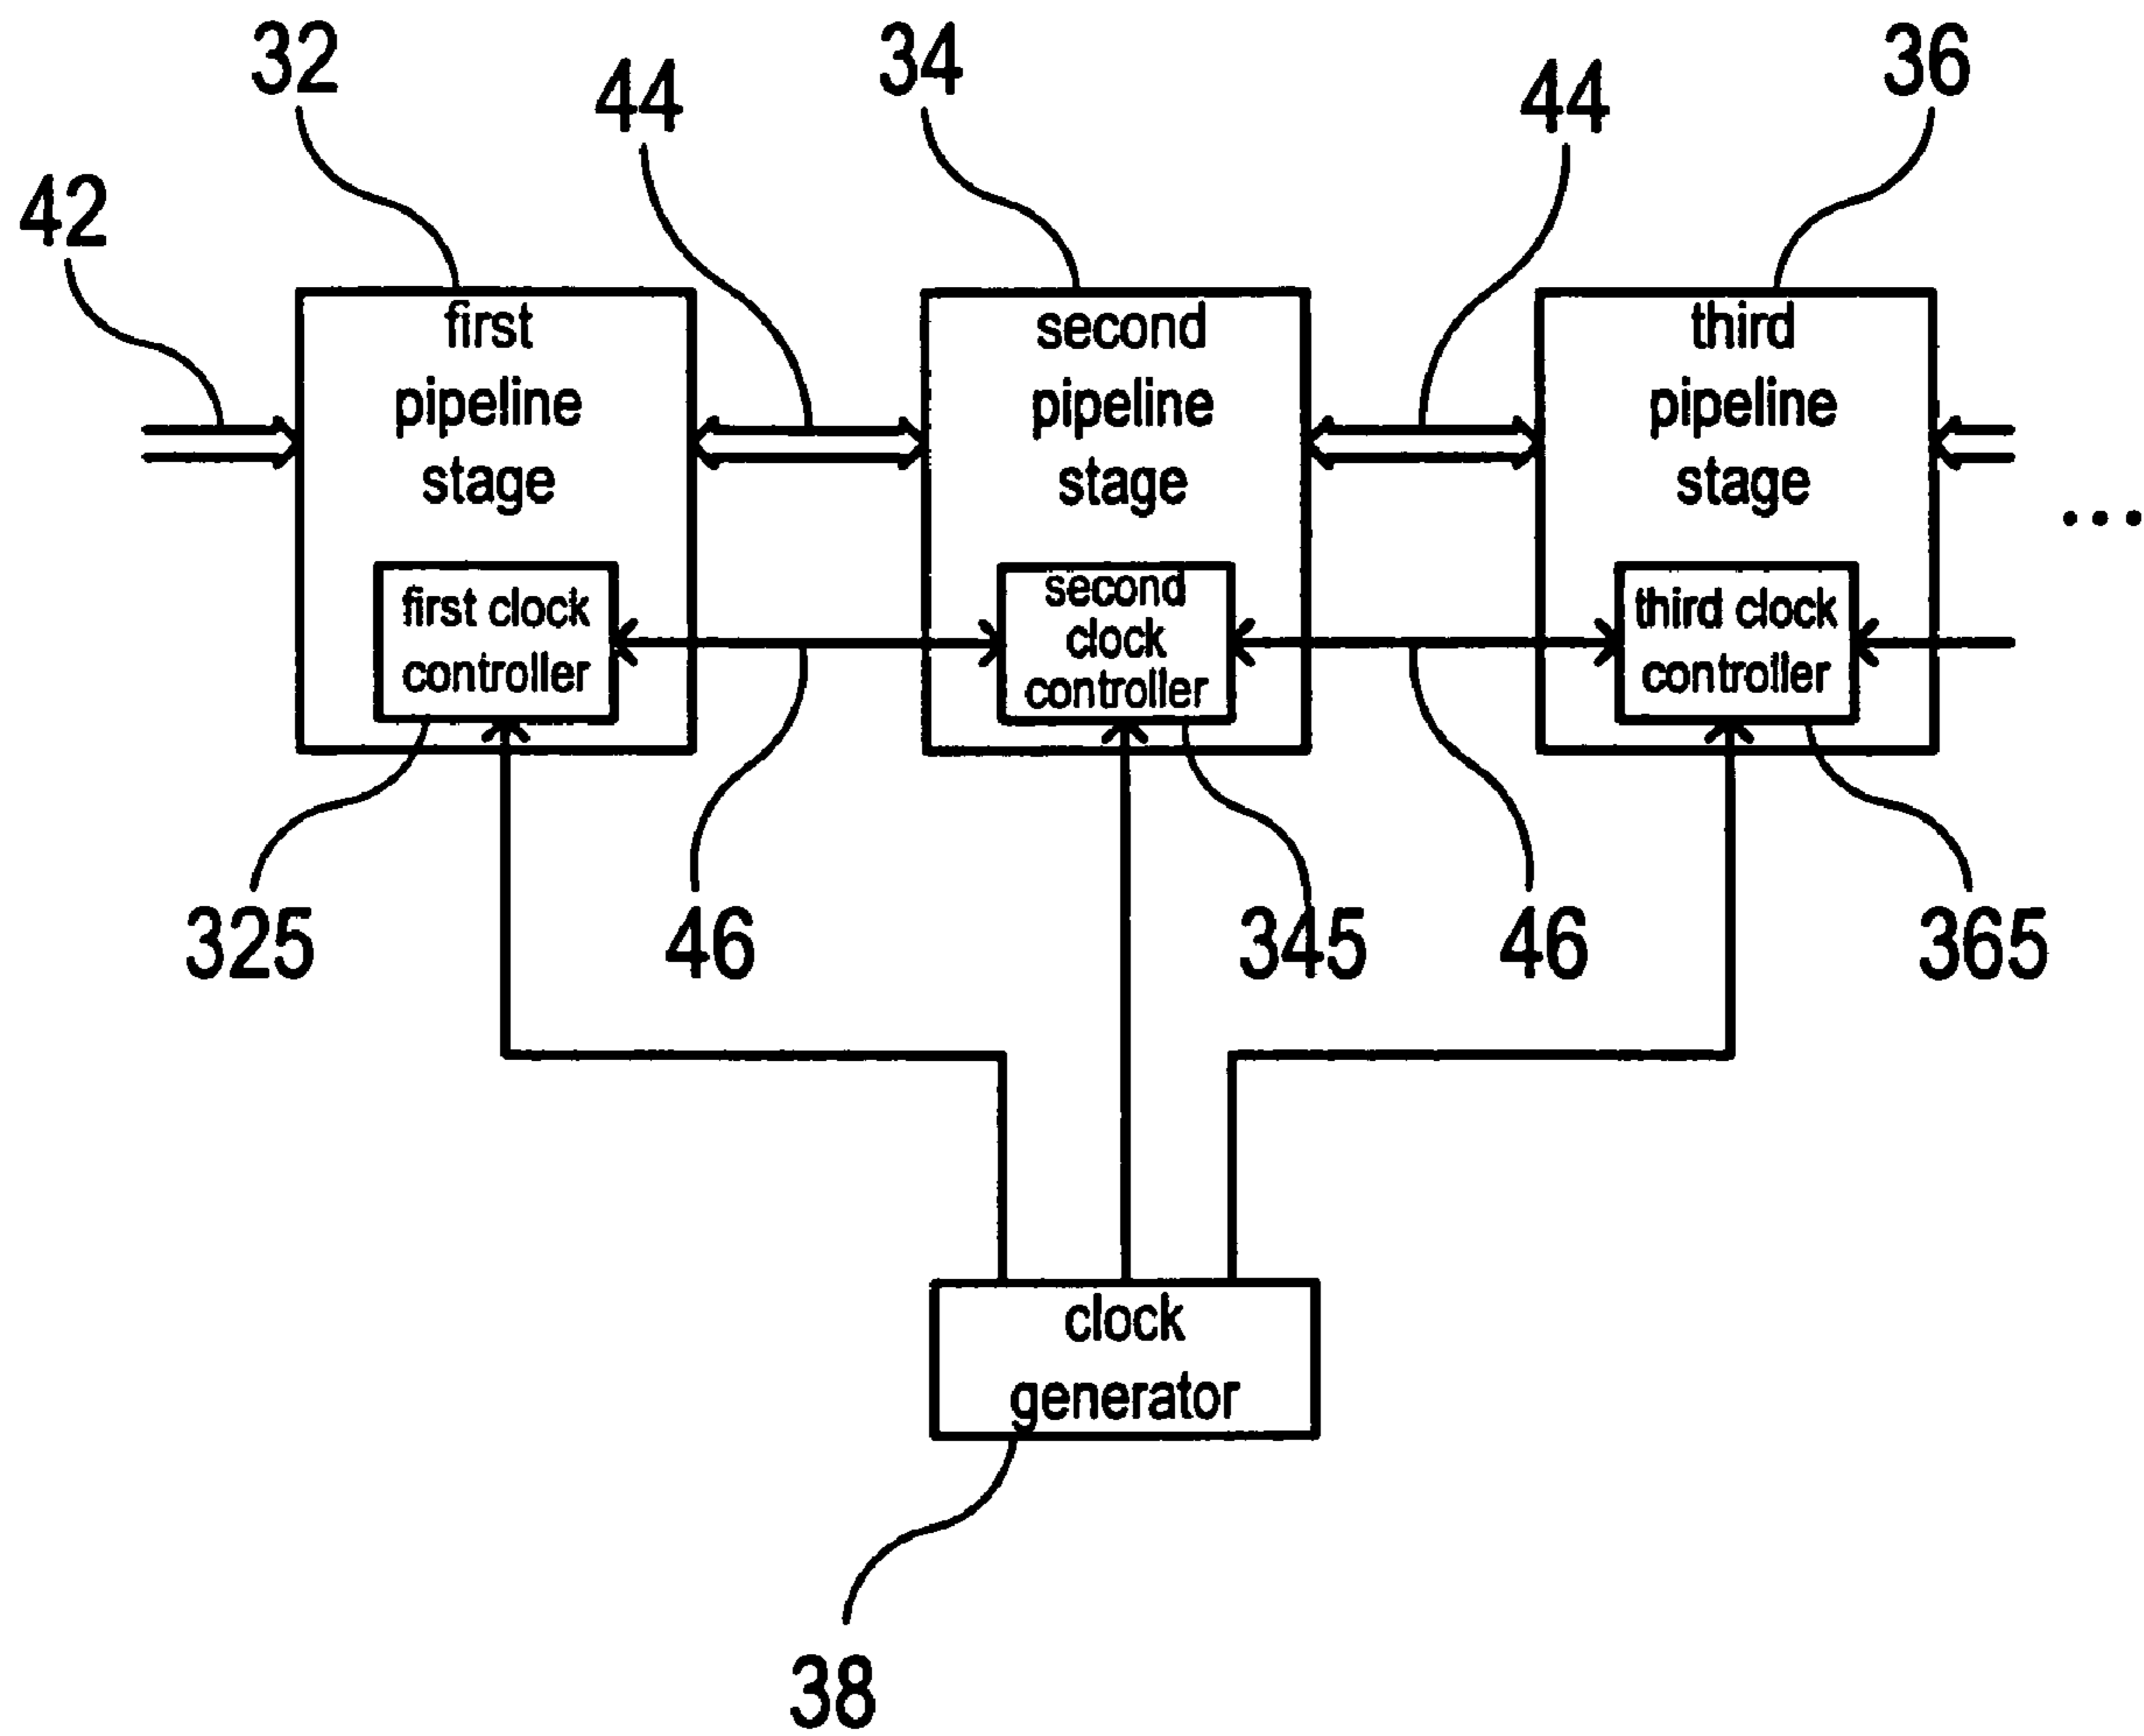 32
34
36
44
44
42
first
pipeline
stage
second
pipeline
stage
third
pipeline
stage
...
first clock
controller
second
clock
controller
third clock
controller
325
46
345
46
365
clock
generator
38